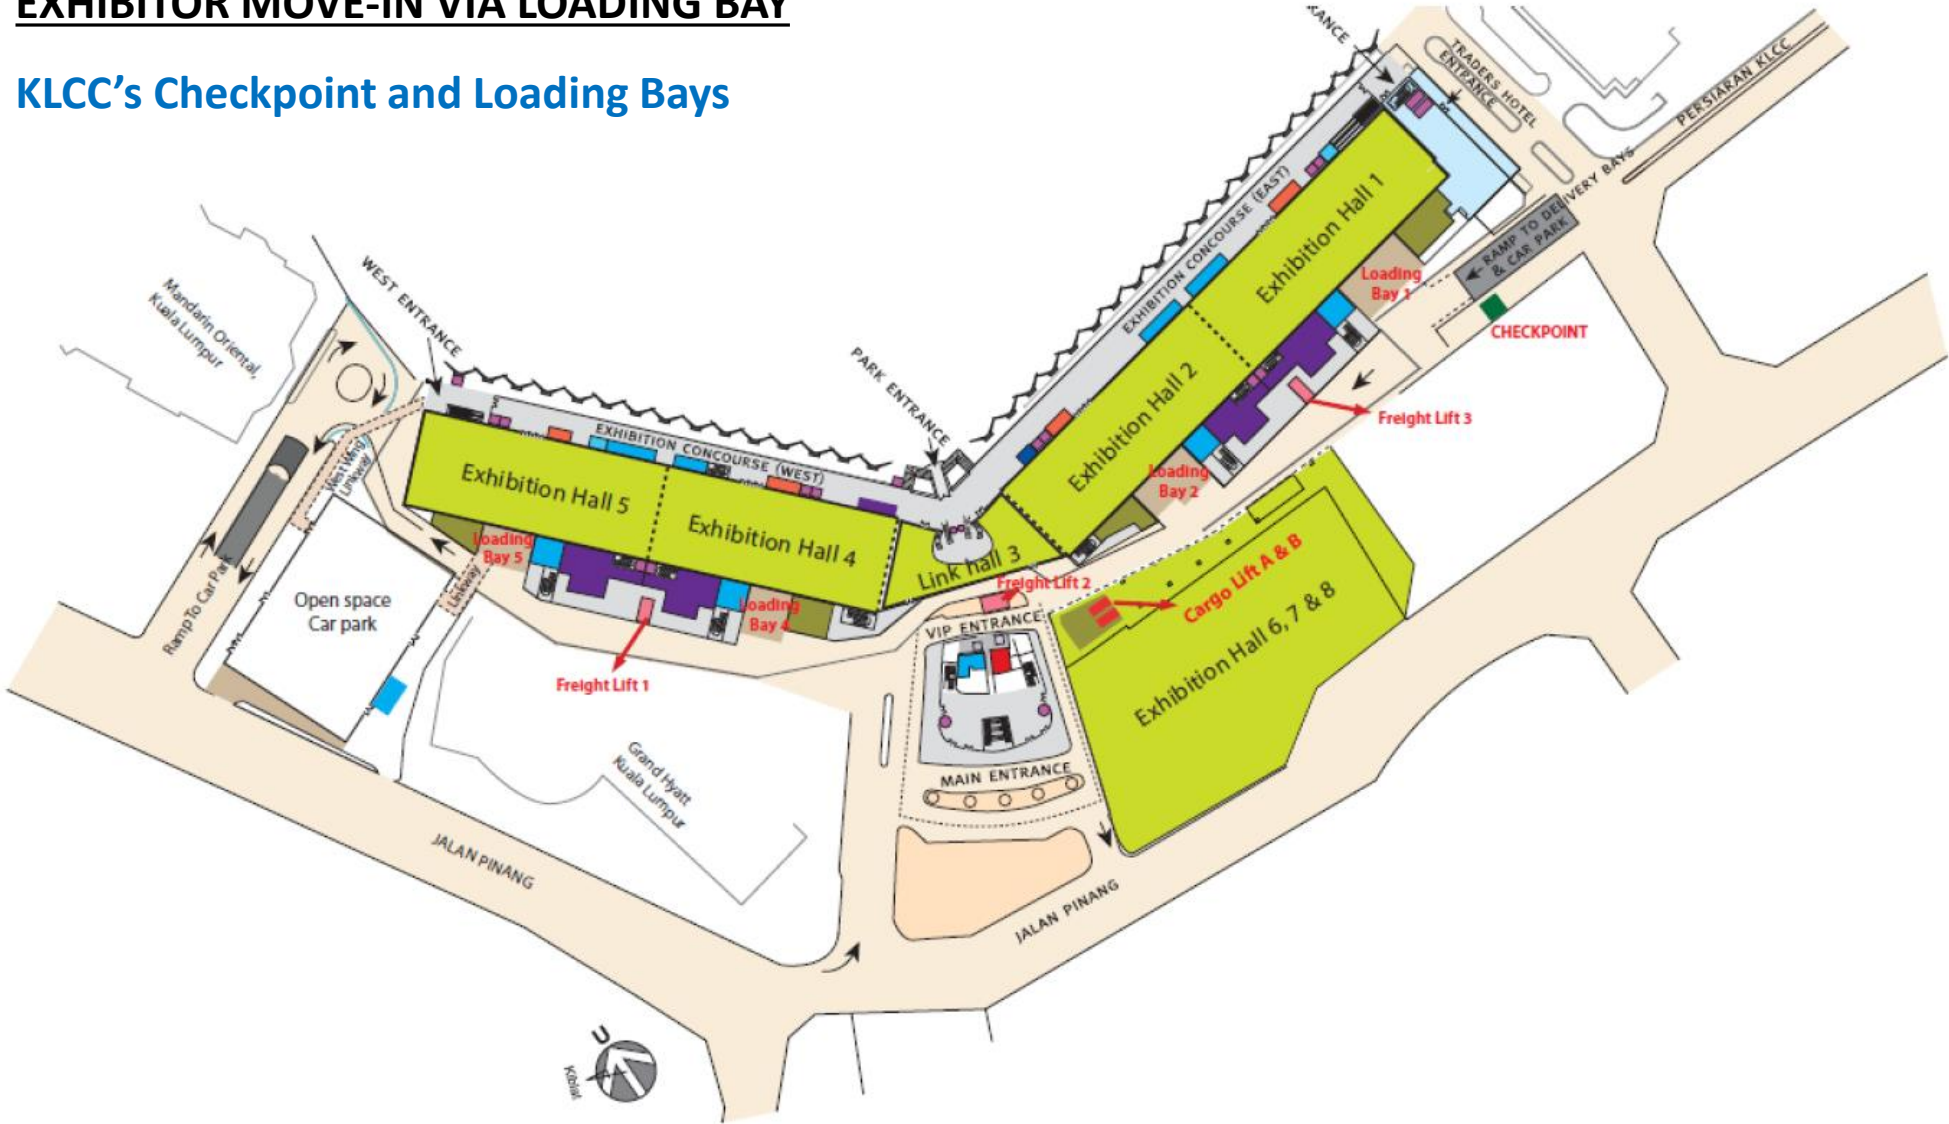 EXHIBITOR MOVE-IN VIA LOADING BAY
KLCC's Checkpoint and Loading Bays
TRADERS HOTEL
ENTRANCE
PERSIARAN KLCC
RAMP TO DELIVERY BAYS
& CAR PARK
CHECKPOINT
Exhibition Hall 1
Loading
Bay 1
EXHIBITION CONCOURSE (EAST)
Exhibition Hall 2
Freight Lift 3
Loading
Bay 2
Mandarin Oriental,
Kuala Lumpur
WEST ENTRANCE
PARK ENTRANCE
EXHIBITION CONCOURSE (WEST)
West Wing
Linkway
Exhibition Hall 5
Exhibition Hall 4
Link hall 3
Loading
Bay 5
Linkway
Ramp To Car Park
Open space
Car park
Freight Lift 1
Loading
Bay 4
Freight Lift 2
VIP ENTRANCE
Cargo Lift A & B
Exhibition Hall 6, 7 & 8
MAIN ENTRANCE
Grand Hyatt
Kuala Lumpur
JALAN PINANG
JALAN PINANG
U
Kiblat